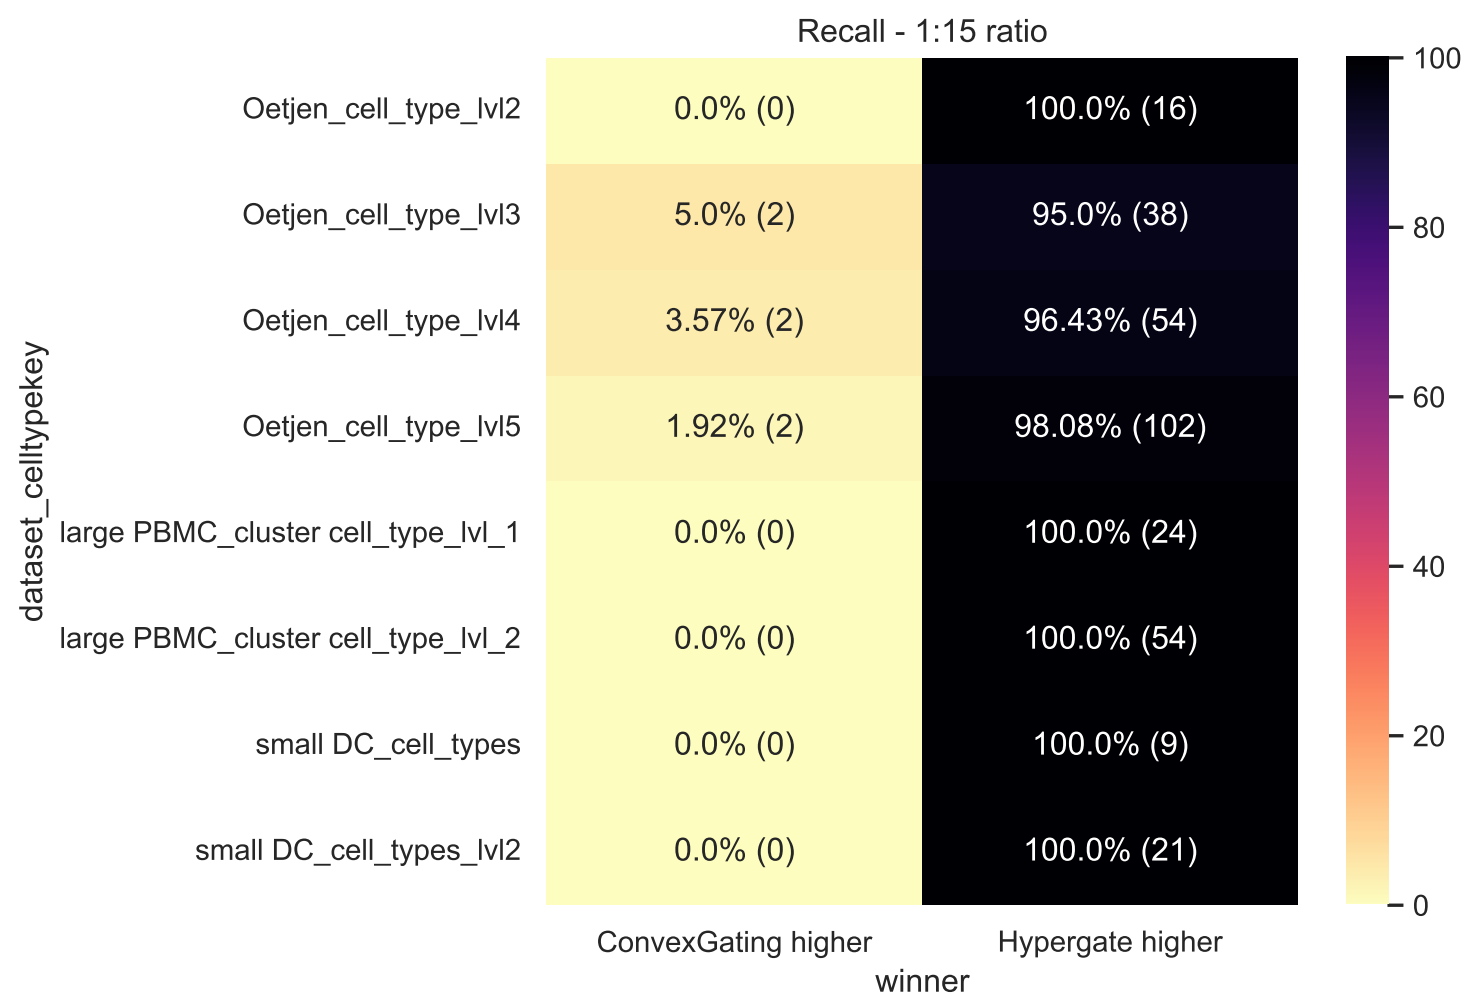 Recall - 1:15 ratio
dataset_celltypekey
Oetjen_cell_type_lvl2 0.0% (0) 100.0% (16)
Oetjen_cell_type_lvl3 5.0% (2) 95.0% (38)
Oetjen_cell_type_lvl4 3.57% (2) 96.43% (54)
Oetjen_cell_type_lvl5 1.92% (2) 98.08% (102)
large PBMC_cluster cell_type_lvl_1 0.0% (0) 100.0% (24)
large PBMC_cluster cell_type_lvl_2 0.0% (0) 100.0% (54)
small DC_cell_types 0.0% (0) 100.0% (9)
small DC_cell_types_lvl2 0.0% (0) 100.0% (21)
ConvexGating higher Hypergate higher
winner
100
80
60
40
20
0